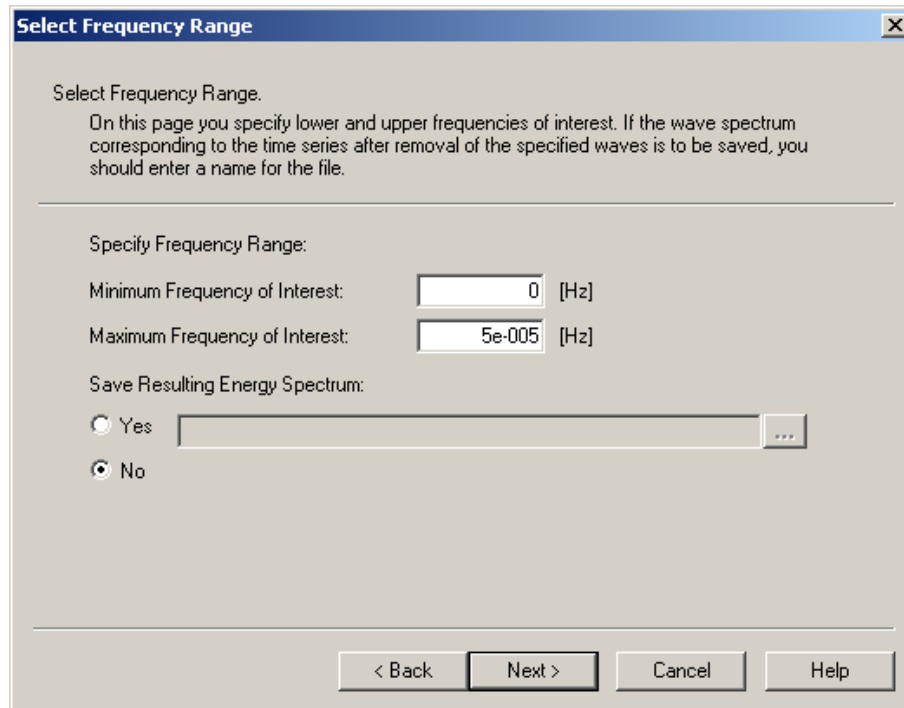 Select Frequency Range
Select Frequency Range.
On this page you specify lower and upper frequencies of interest. If the wave spectrum
corresponding to the time series after removal of the specified waves is to be saved, you
should enter a name for the file.
Specify Frequency Range:
Minimum Frequency of Interest: 0 [Hz]
Maximum Frequency of Interest: 5e-005 [Hz]
Save Resulting Energy Spectrum:
Yes ...
No
< Back Next > Cancel Help